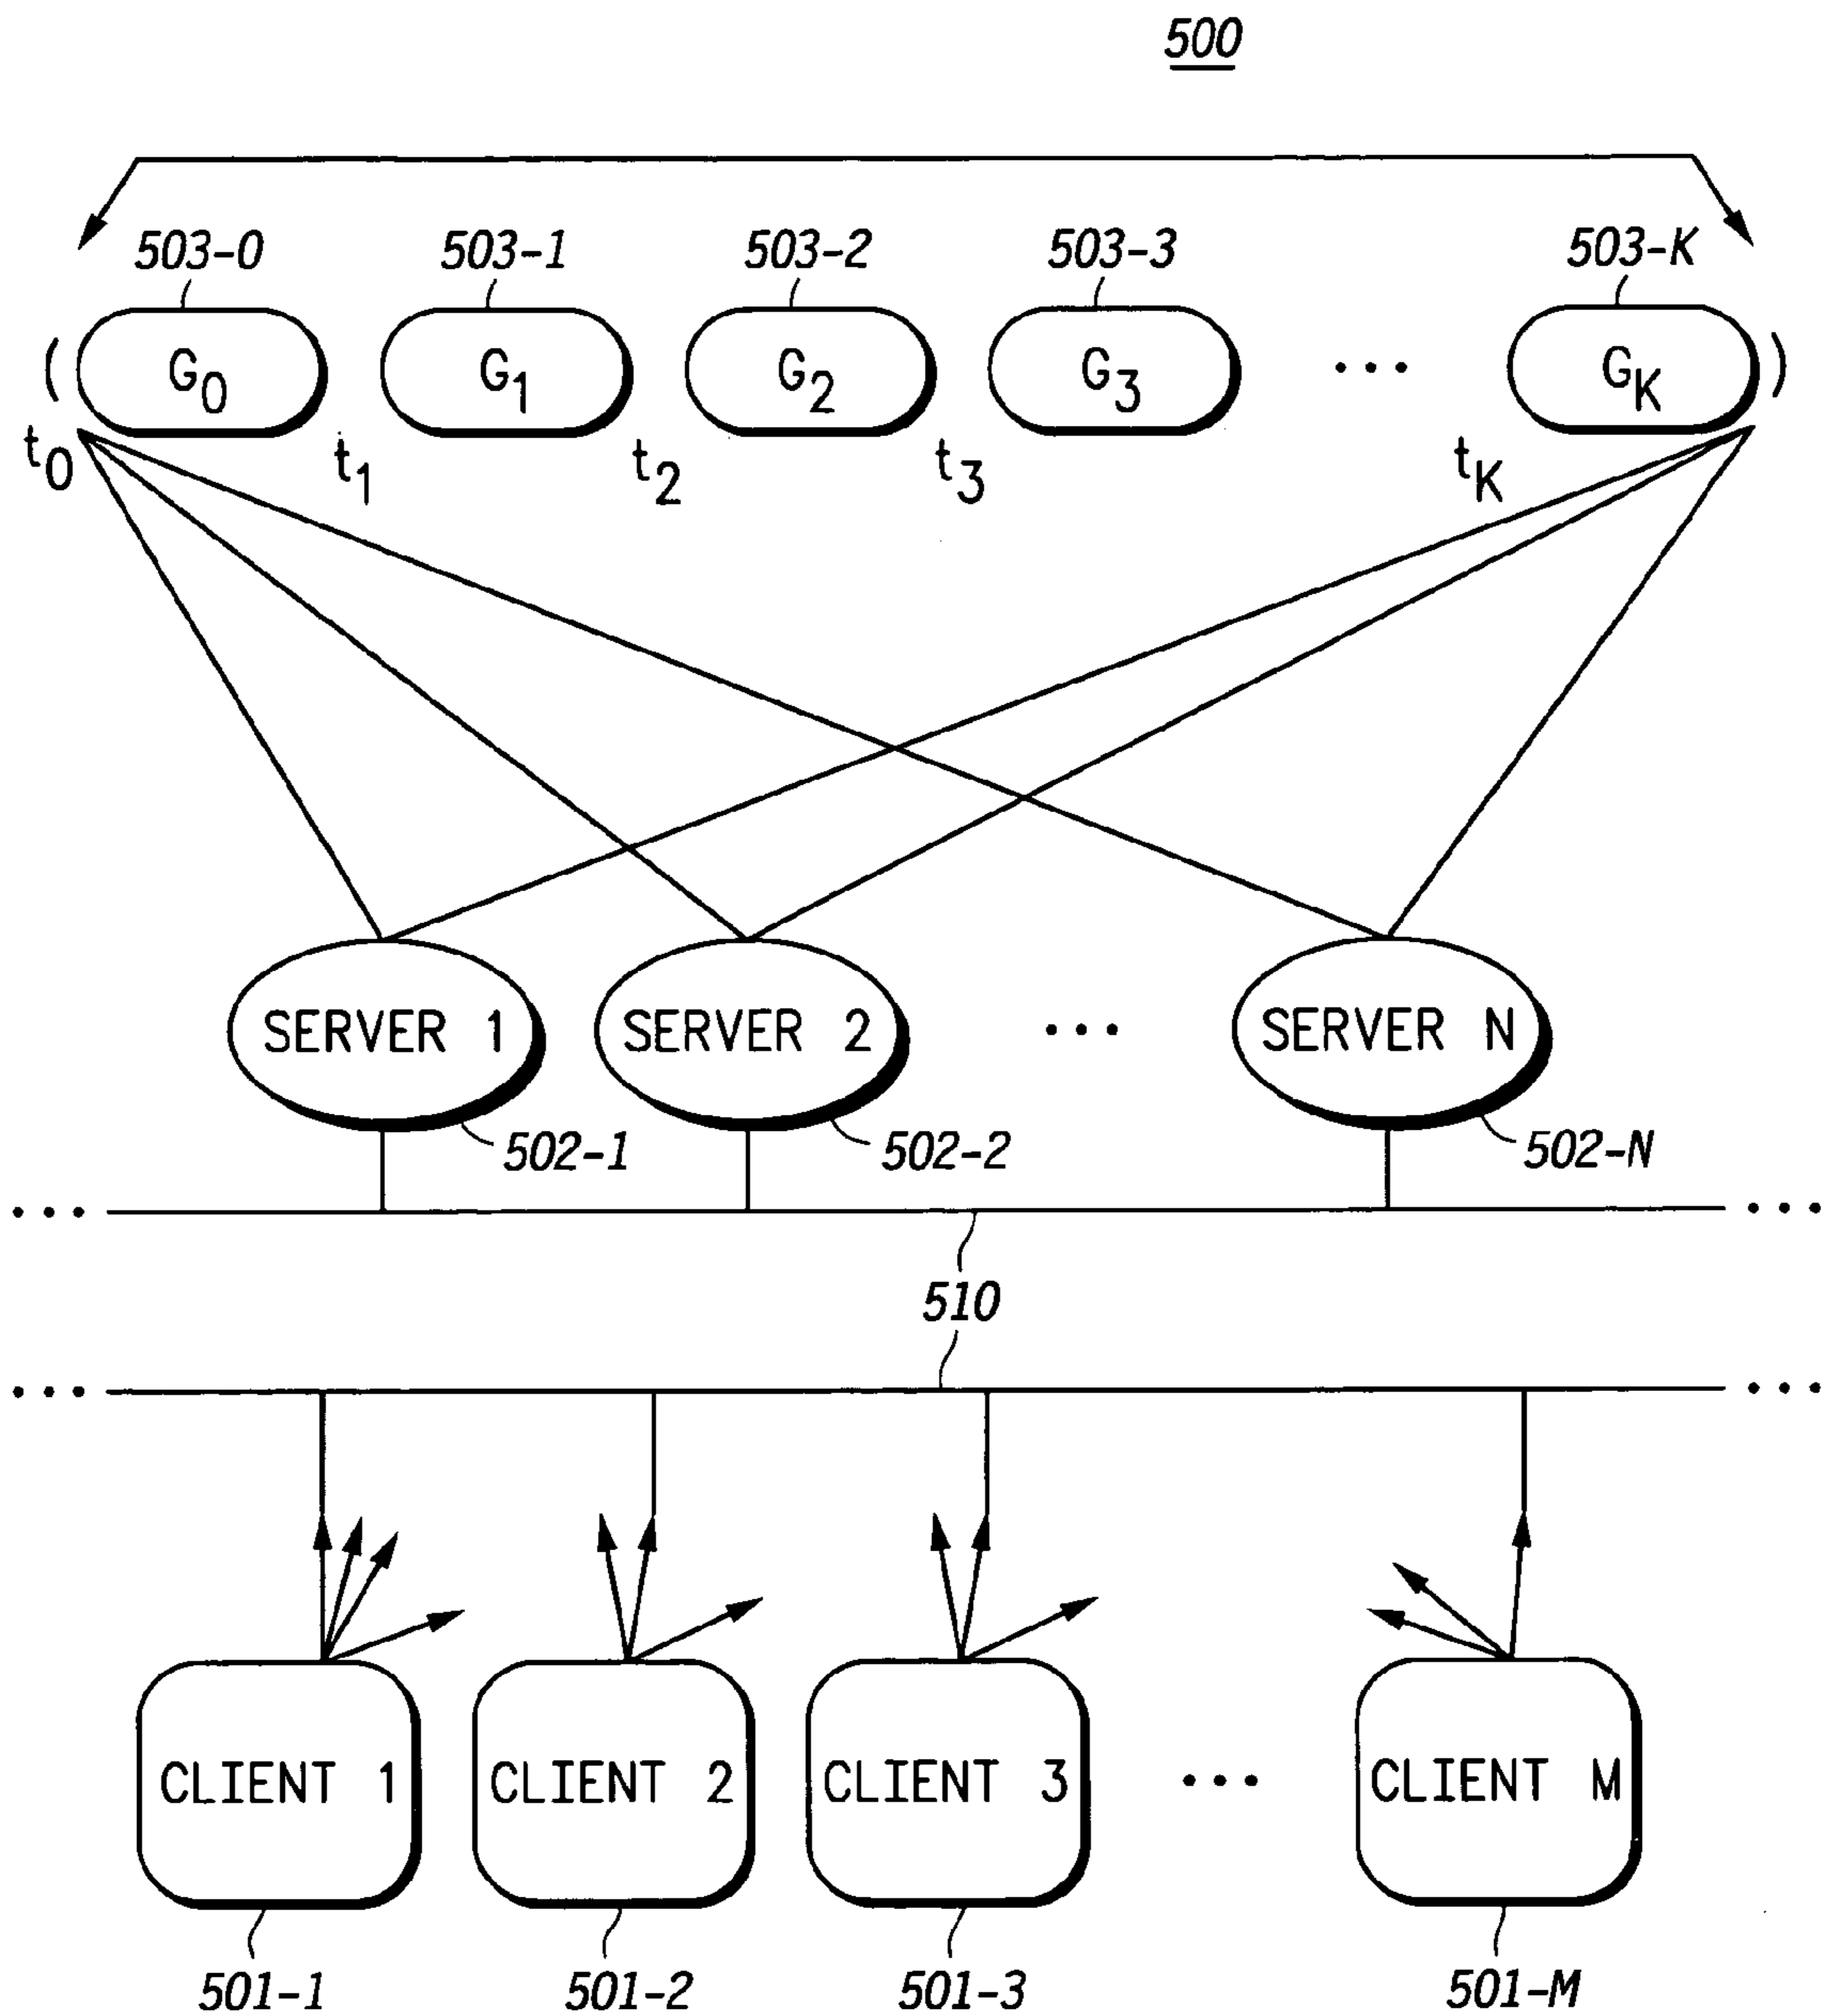 500
503-0 503-1 503-2 503-3 503-K
( G0 G1 G2 G3 ... GK )
t0 t1 t2 t3 tK
SERVER 1 SERVER 2 ... SERVER N
502-1 502-2 502-N
... ...
510
... ...
CLIENT 1 CLIENT 2 CLIENT 3 ... CLIENT M
501-1 501-2 501-3 501-M